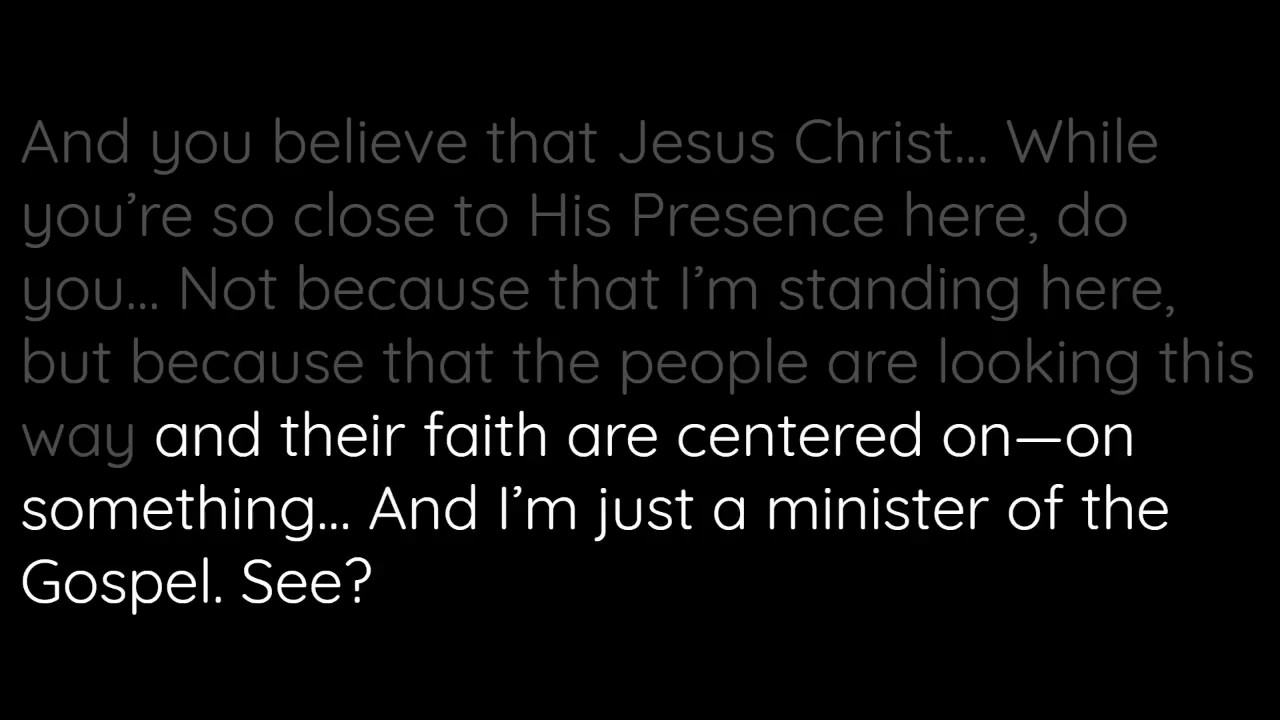 And you believe that Jesus Christ... While
you’re so close to His Presence here, do
you... Not because that I’m standing here,
but because that the people are looking this
way and their faith are centered on—on
something... And I’m just a minister of the
Gospel. See?